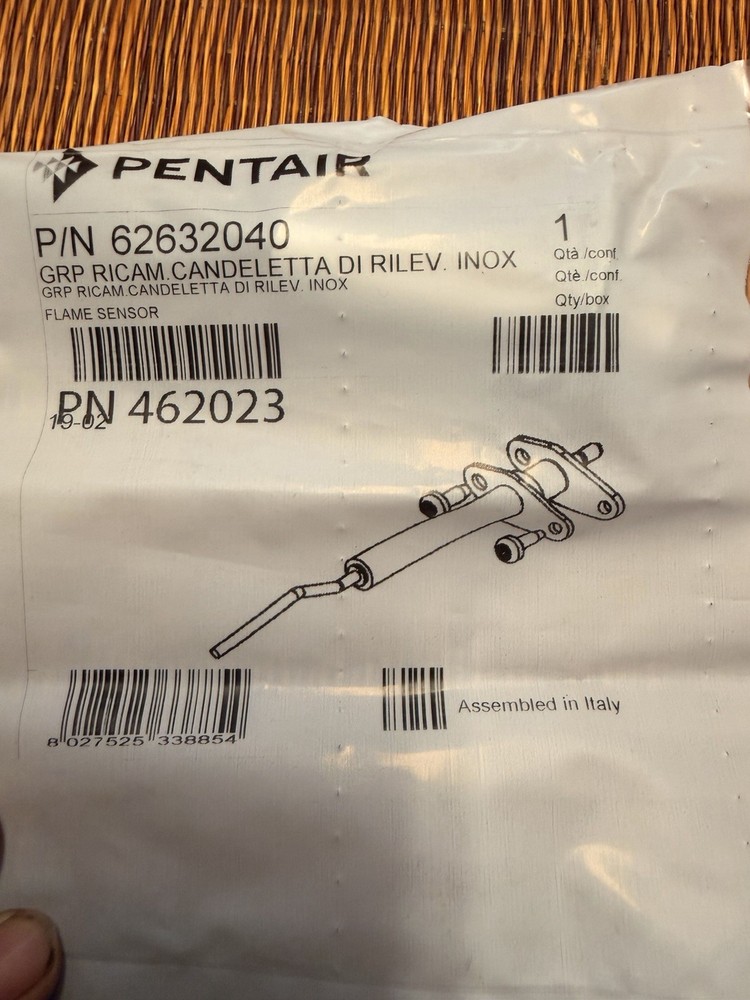 PENTAIR
P/N 62632040
1
GRP RICAM.CANDELETTA DI RILEV. INOX
Qtà /conf.
GRP RICAM.CANDELETTA DI RILEV. INOX
Qtè./conf.
Qty/box
FLAME SENSOR
PN 462023
19-02
Assembled in Italy
8 027525 338854